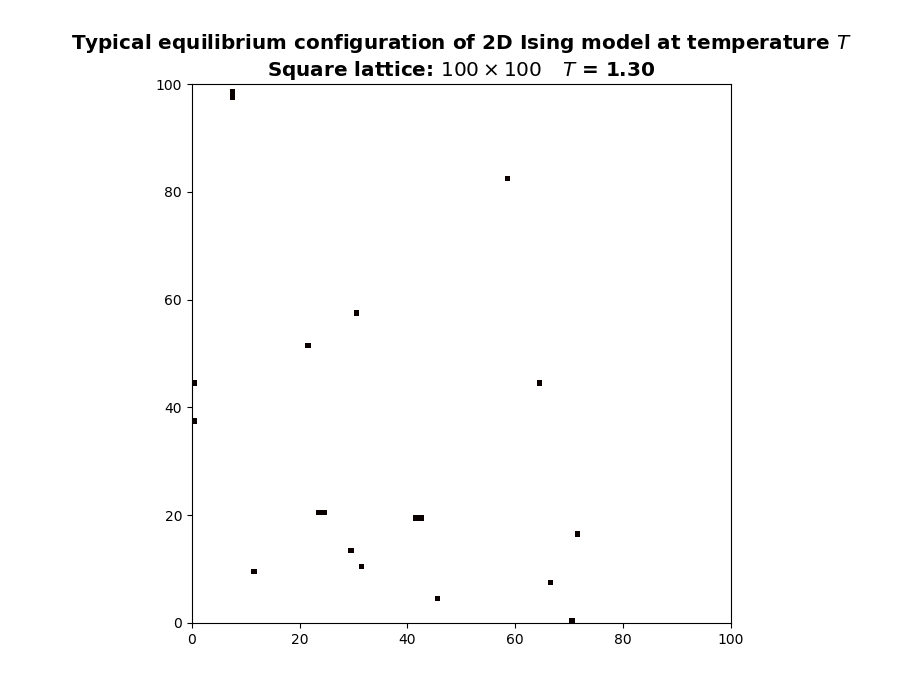 Typical equilibrium configuration of 2D Ising model at temperature T
Square lattice: 100 × 100 T = 1.30
100
80
60
40
20
0
0 20 40 60 80 100